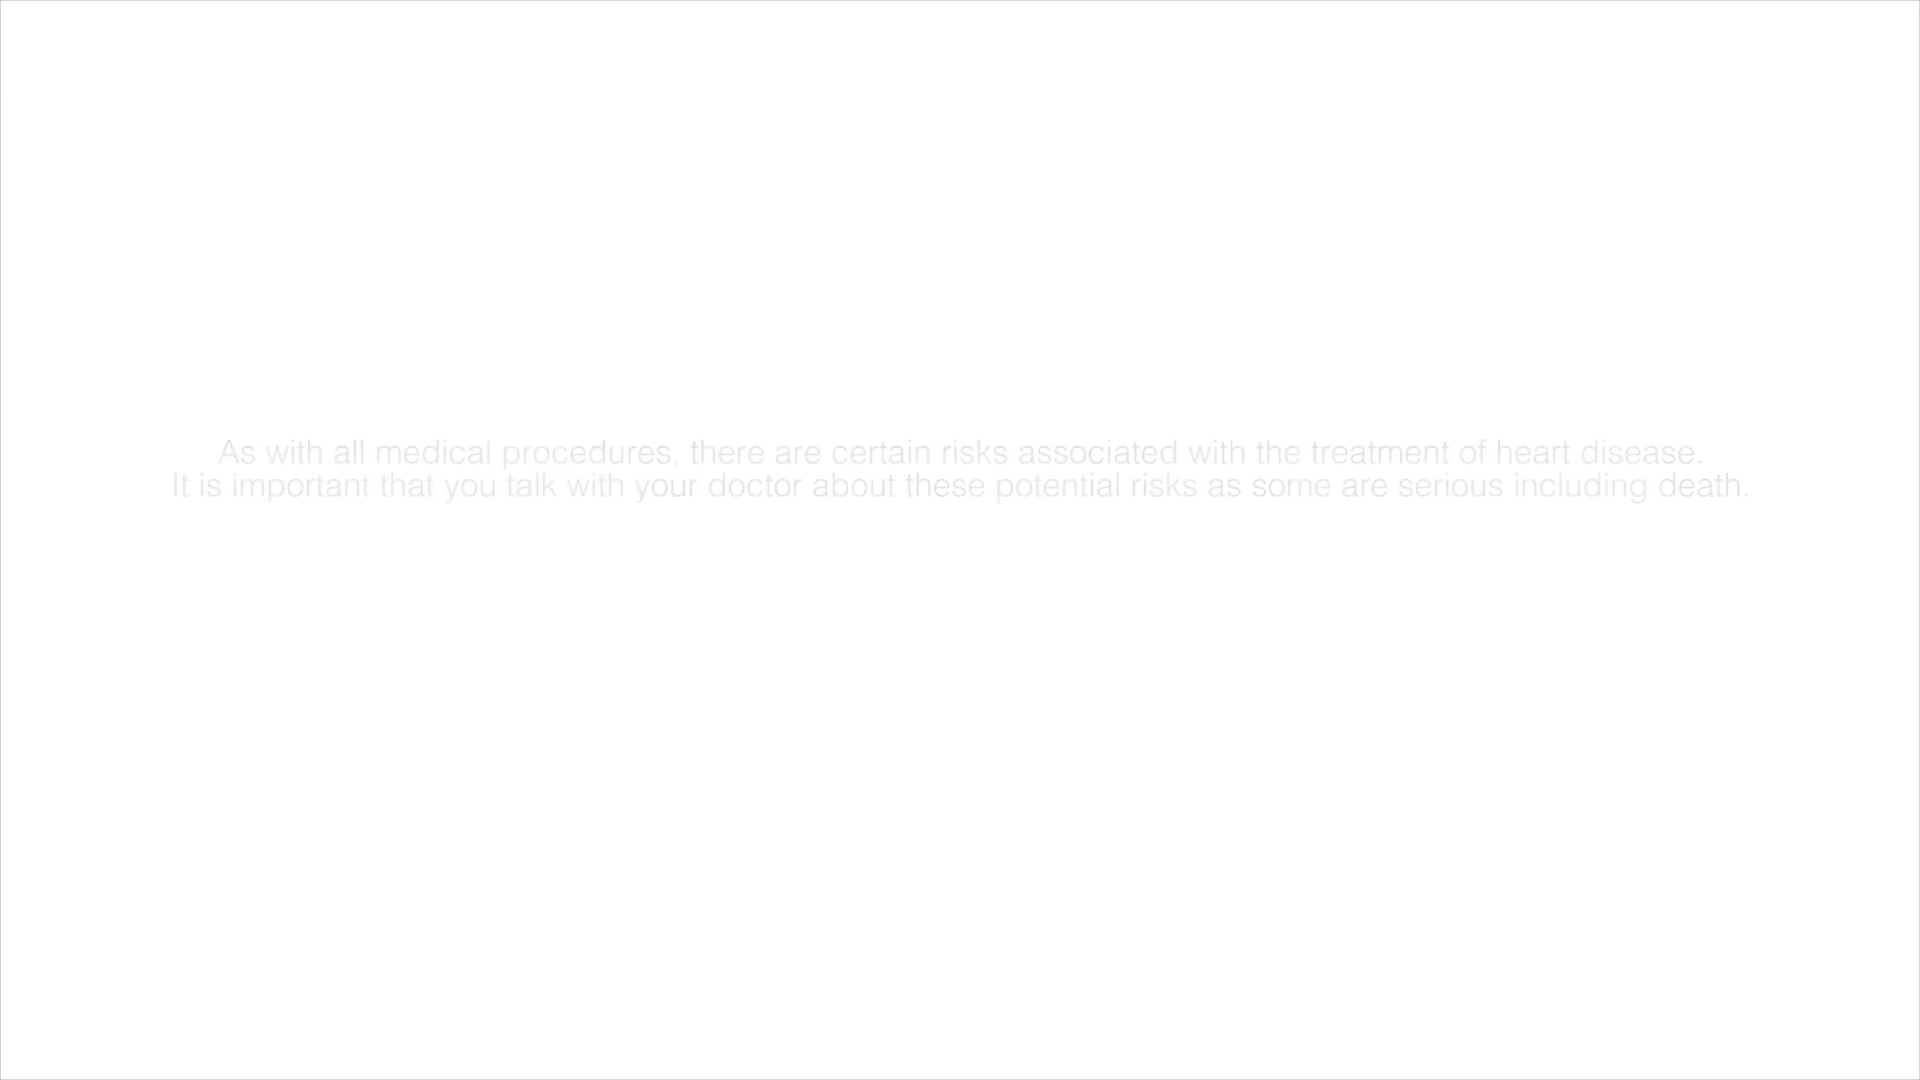 As with all medical procedures, there are certain risks associated with the treatment of heart disease.
It is important that you talk with your doctor about these potential risks as some are serious including death.